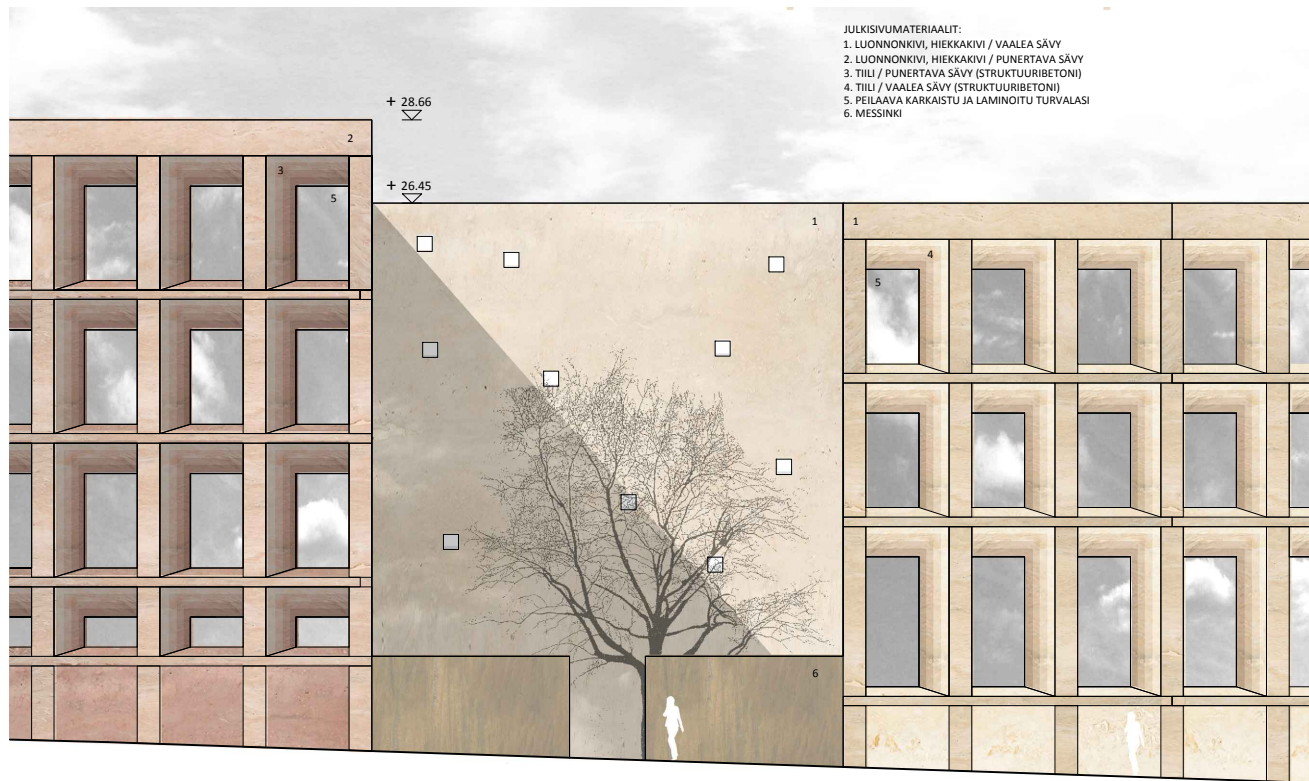 JULKISIVUMATERIAALIT:
1. LUONNONKIVI, HIEKKAKIVI / VAALEA SÄVY
2. LUONNONKIVI, HIEKKAKIVI / PUNERTAVA SÄVY
3. TIILI / PUNERTAVA SÄVY (STRUKTUURIBETONI)
4. TIILI / VAALEA SÄVY (STRUKTUURIBETONI)
5. PEILAAVA KARKAISTU JA LAMINOITU TURVALASI
6. MESSINKI
+ 28.66
2
3
+ 26.45
5
1
1
4
5
6